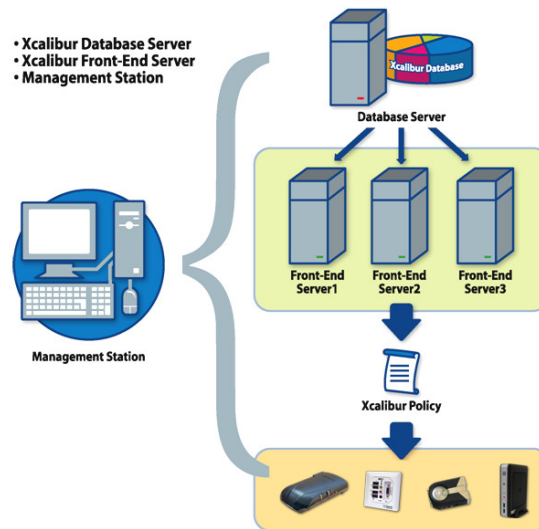 • Xcalibur Database Server
• Xcalibur Front-End Server
• Management Station
Xcalibur Database
Database Server
Front-End
Server1
Front-End
Server2
Front-End
Server3
Management Station
Xcalibur Policy